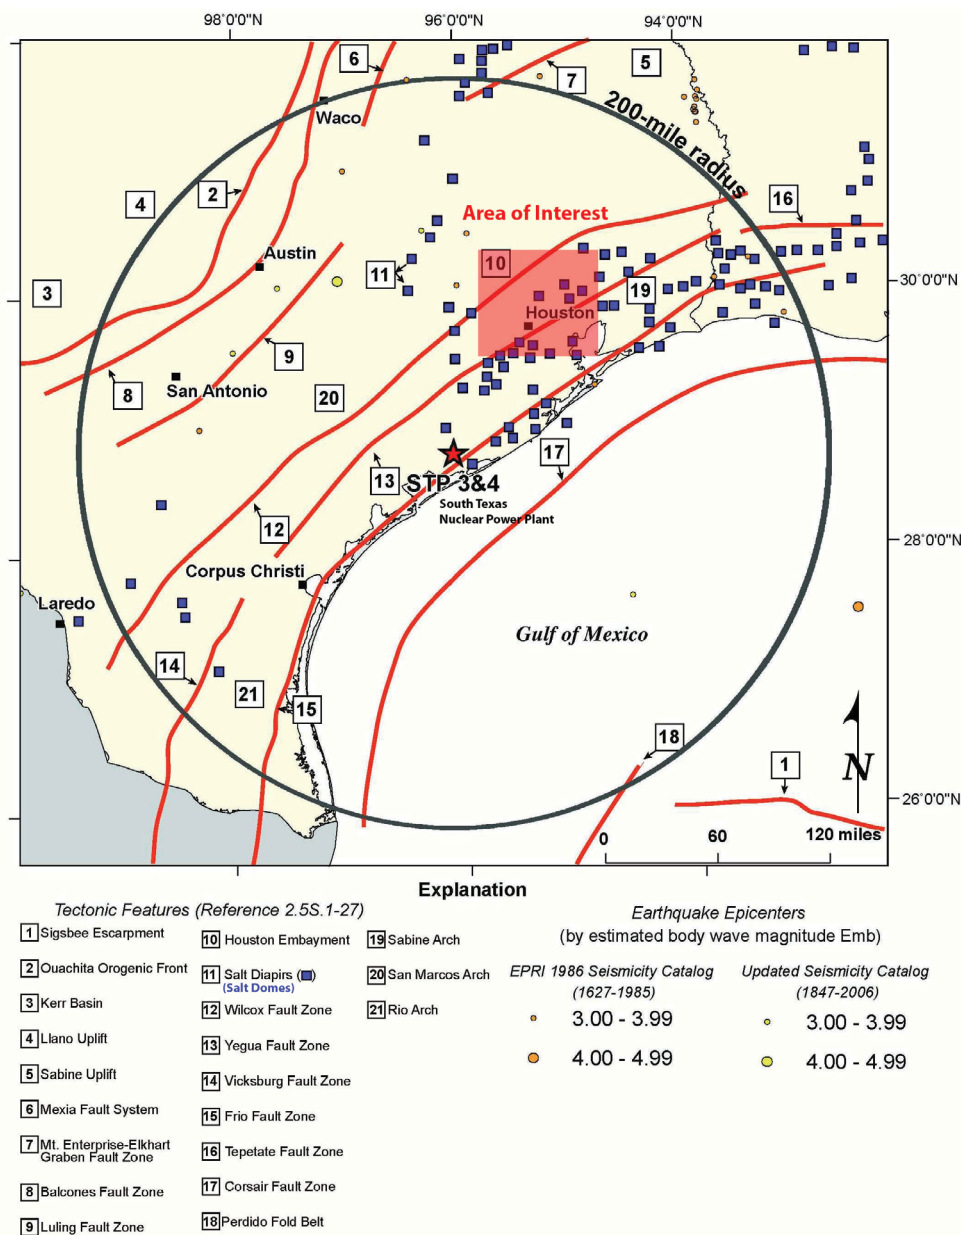 98°0'0"W
96°0'0"W
94°0'0"W
6
5
7
Waco
200-mile radius
2
4
Area of Interest
16
Austin
10
11
3
30°0'0"N
19
Houston
9
8
San Antonio
20
17
13
STP 3&4
South Texas
Nuclear Power Plant
12
28°0'0"N
Corpus Christi
Laredo
Gulf of Mexico
14
21
15
18
1
N
26°0'0"N
0
60
120 miles
Explanation
Tectonic Features (Reference 2.5S.1-27)
1 Sigsbee Escarpment
2 Ouachita Orogenic Front
3 Kerr Basin
4 Llano Uplift
5 Sabine Uplift
6 Mexia Fault System
7 Mt. Enterprise-Elkhart
Graben Fault Zone
8 Balcones Fault Zone
9 Luling Fault Zone
10 Houston Embayment
11 Salt Diapirs ( )
(Salt Domes)
12 Wilcox Fault Zone
13 Yegua Fault Zone
14 Vicksburg Fault Zone
15 Frio Fault Zone
16 Tepetate Fault Zone
17 Corsair Fault Zone
18 Perdido Fold Belt
19 Sabine Arch
20 San Marcos Arch
21 Rio Arch
Earthquake Epicenters
(by estimated body wave magnitude Emb)
EPRI 1986 Seismicity Catalog
(1627-1985)
3.00 - 3.99
4.00 - 4.99
Updated Seismicity Catalog
(1847-2006)
3.00 - 3.99
4.00 - 4.99